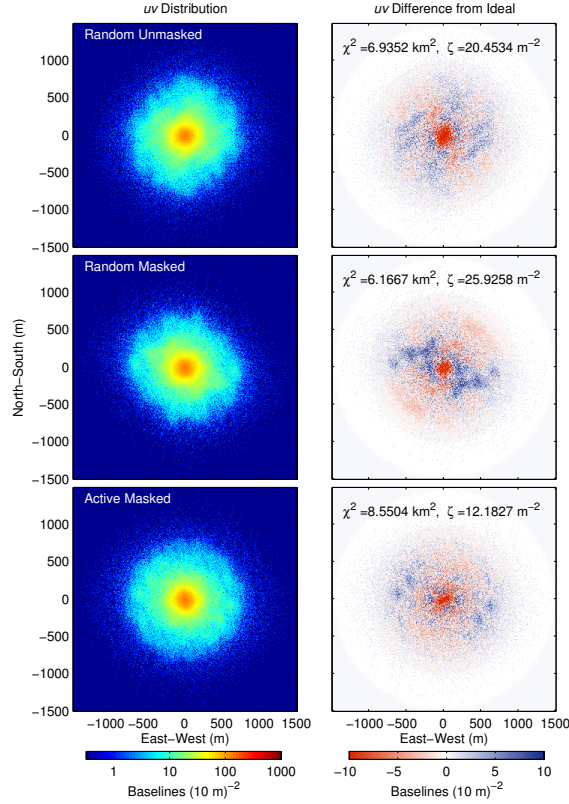 uv Distribution
uv Difference from Ideal
Random Unmasked
χ² =6.9352 km², ζ =20.4534 m⁻²
1000
500
0
−500
−1000
−1500
Random Masked
χ² =6.1667 km², ζ =25.9258 m⁻²
North−South (m)
1000
500
0
−500
−1000
−1500
Active Masked
χ² =8.5504 km², ζ =12.1827 m⁻²
1000
500
0
−500
−1000
−1500
−1000 −500 0 500 1000 1500
−1000 −500 0 500 1000 1500
East−West (m)
East−West (m)
1 10 100 1000
−10 −5 0 5 10
Baselines (10 m)⁻²
Baselines (10 m)⁻²